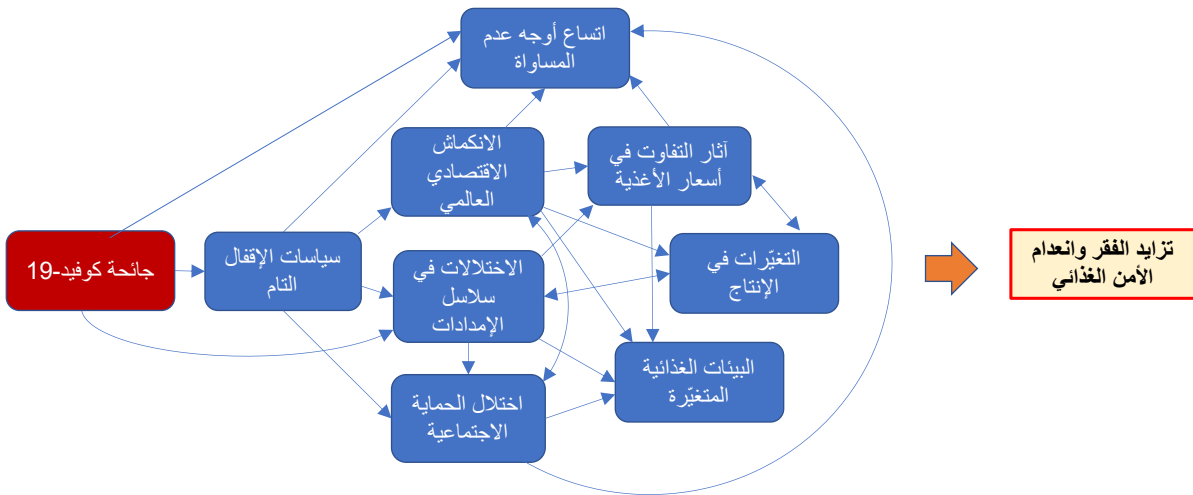 اتساع أوجه عدم
المساواة
الانكماش
الاقتصادي
العالمي
آثار التفاوت في
أسعار الأغذية
جائحة كوفيد-19
سياسات الإقفال
التام
الاختلالات في
سلاسل
الإمدادات
التغيّرات في
الإنتاج
تزايد الفقر وانعدام
الأمن الغذائي
اختلال الحماية
الاجتماعية
البيئات الغذائية
المتغيّرة